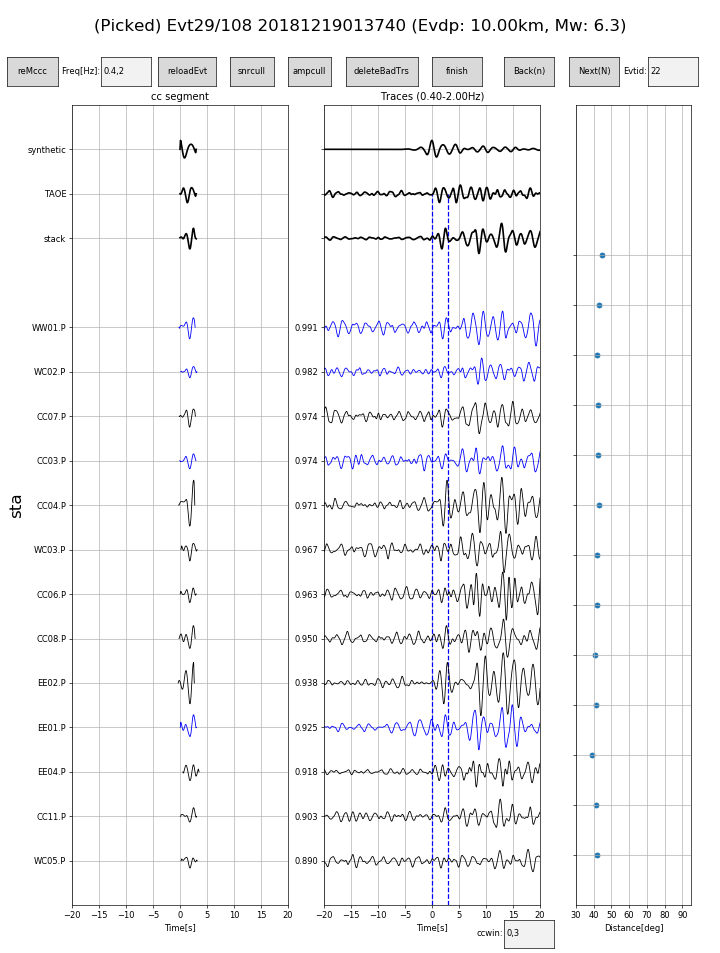 (Picked) Evt29/108 20181219013740 (Evdp: 10.00km, Mw: 6.3)
reMccc Freq[Hz]: 0.4,2 reloadEvt snrcull ampcull deleteBadTrs finish Back(n) Next(N) Evtid: 22
cc segment Traces (0.40-2.00Hz)
synthetic
TAOE
stack
WW01.P 0.991
WC02.P 0.982
CC07.P 0.974
CC03.P 0.974
CC04.P 0.971
WC03.P 0.967
CC06.P 0.963
CC08.P 0.950
EE02.P 0.938
EE01.P 0.925
EE04.P 0.918
CC11.P 0.903
WC05.P 0.890
sta
−20 −15 −10 −5 0 5 10 15 20 −20 −15 −10 −5 0 5 10 15 20 30 40 50 60 70 80 90
Time[s] Time[s] Distance[deg]
ccwin: 0,3